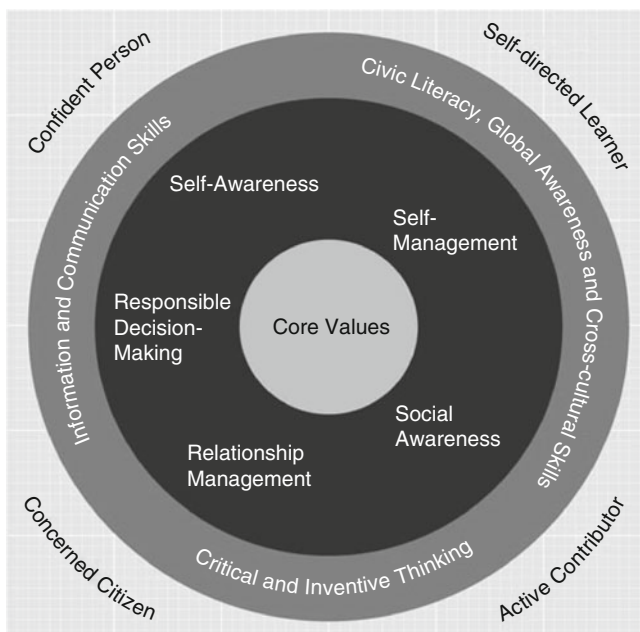 Confident Person
Self-directed Learner
Civic Literacy, Global Awareness and Cross-cultural Skills
Information and Communication Skills
Self-Awareness
Self-
Management
Responsible
Decision-
Making
Core Values
Social
Awareness
Relationship
Management
Critical and Inventive Thinking
Concerned Citizen
Active Contributor